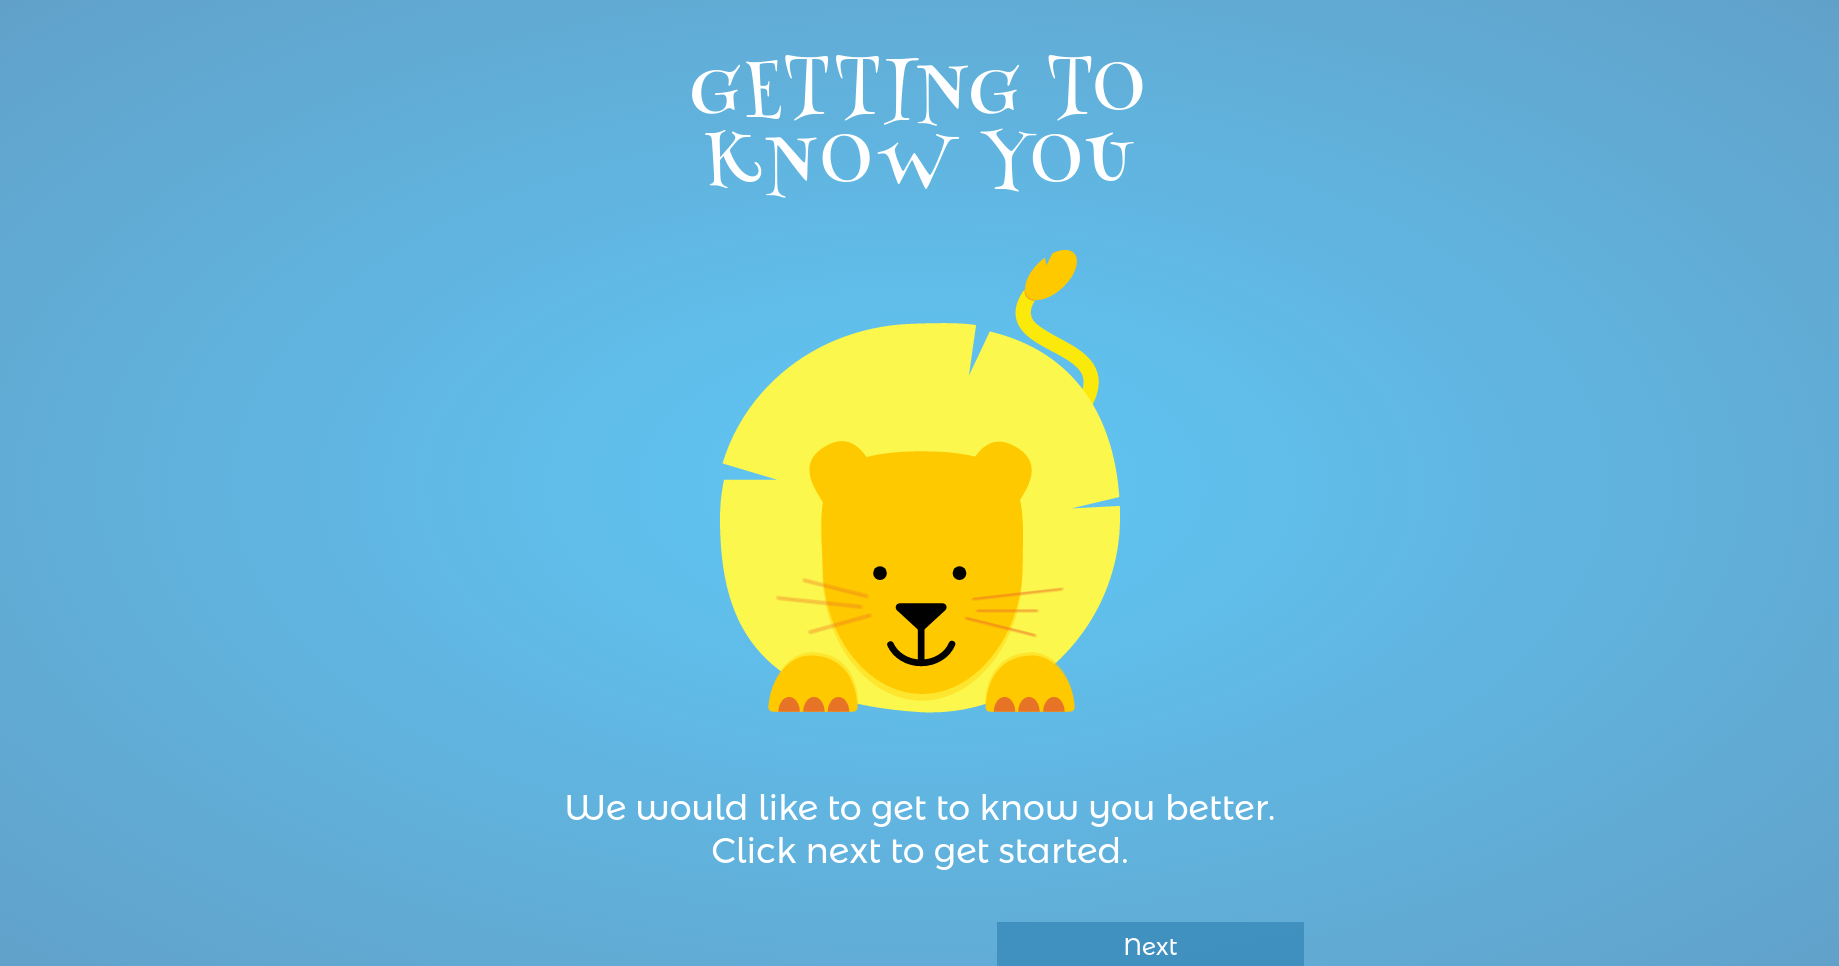 GETTING TO
KNOW YOU
We would like to get to know you better.
Click next to get started.
Next